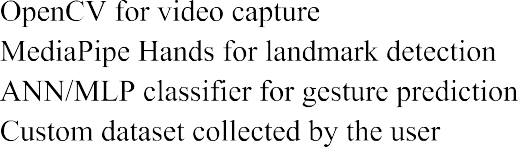 OpenCV for video capture
MediaPipe Hands for landmark detection
ANN/MLP classifier for gesture prediction
Custom dataset collected by the user